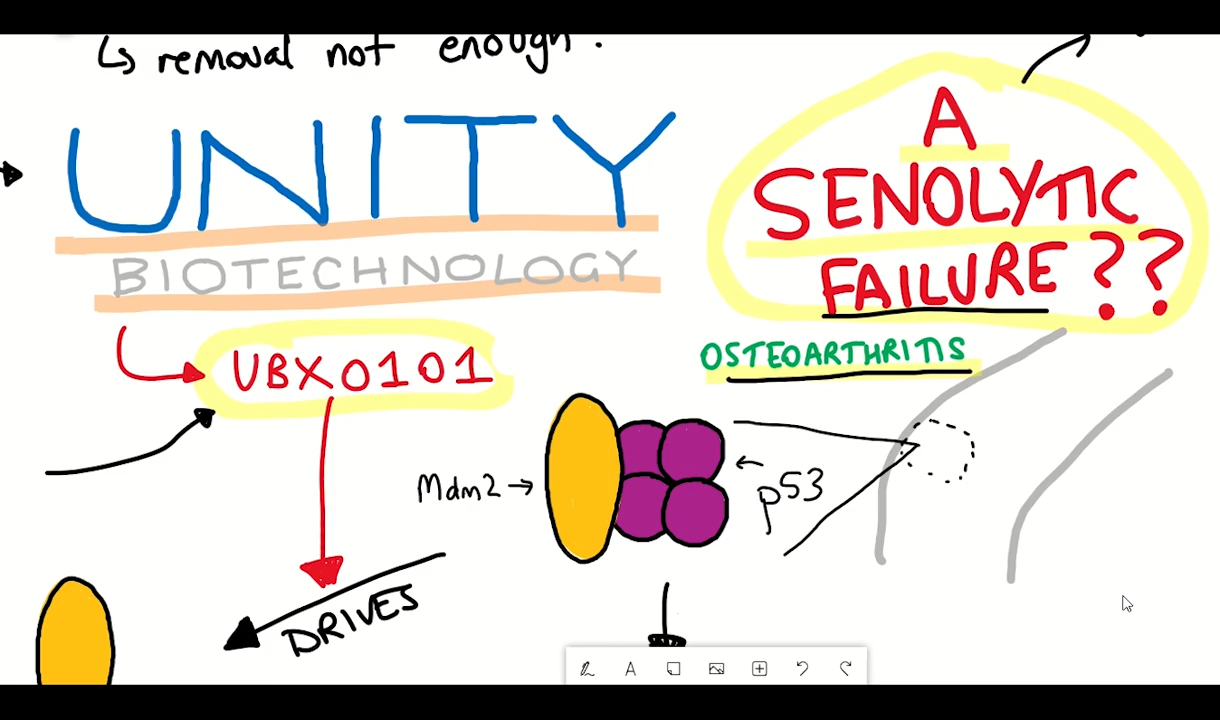 ↳ removal not enough.
UNITY
BIOTECHNOLOGY
A
SENOLYTIC
FAILURE??
UBX0101
OSTEOARTHRITIS
Mdm2 →
← p53
DRIVES
A